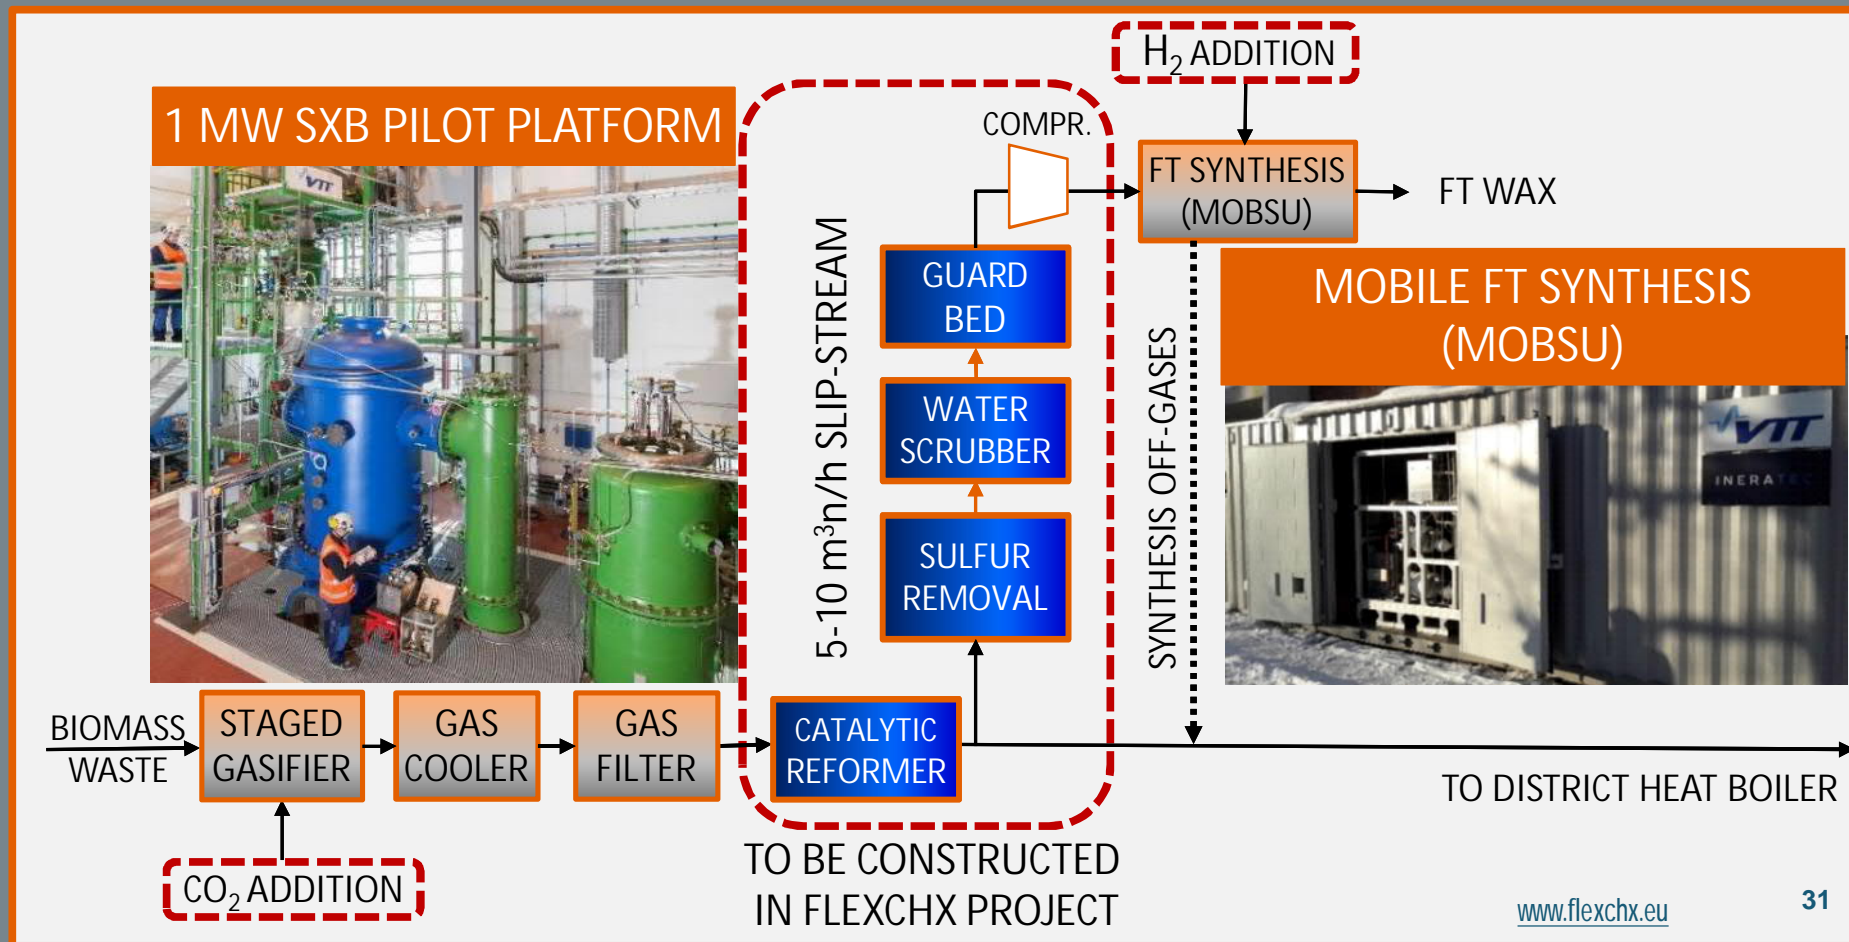 H₂ ADDITION
1 MW SXB PILOT PLATFORM
VTT
COMPR.
FT SYNTHESIS
(MOBSU)
FT WAX
5-10 m³n/h SLIP-STREAM
GUARD
BED
WATER
SCRUBBER
SULFUR
REMOVAL
SYNTHESIS OFF-GASES
MOBILE FT SYNTHESIS
(MOBSU)
VTT
INERATEC
BIOMASS
WASTE
STAGED
GASIFIER
GAS
COOLER
GAS
FILTER
CATALYTIC
REFORMER
TO DISTRICT HEAT BOILER
CO₂ ADDITION
TO BE CONSTRUCTED
IN FLEXCHX PROJECT
www.flexchx.eu
31